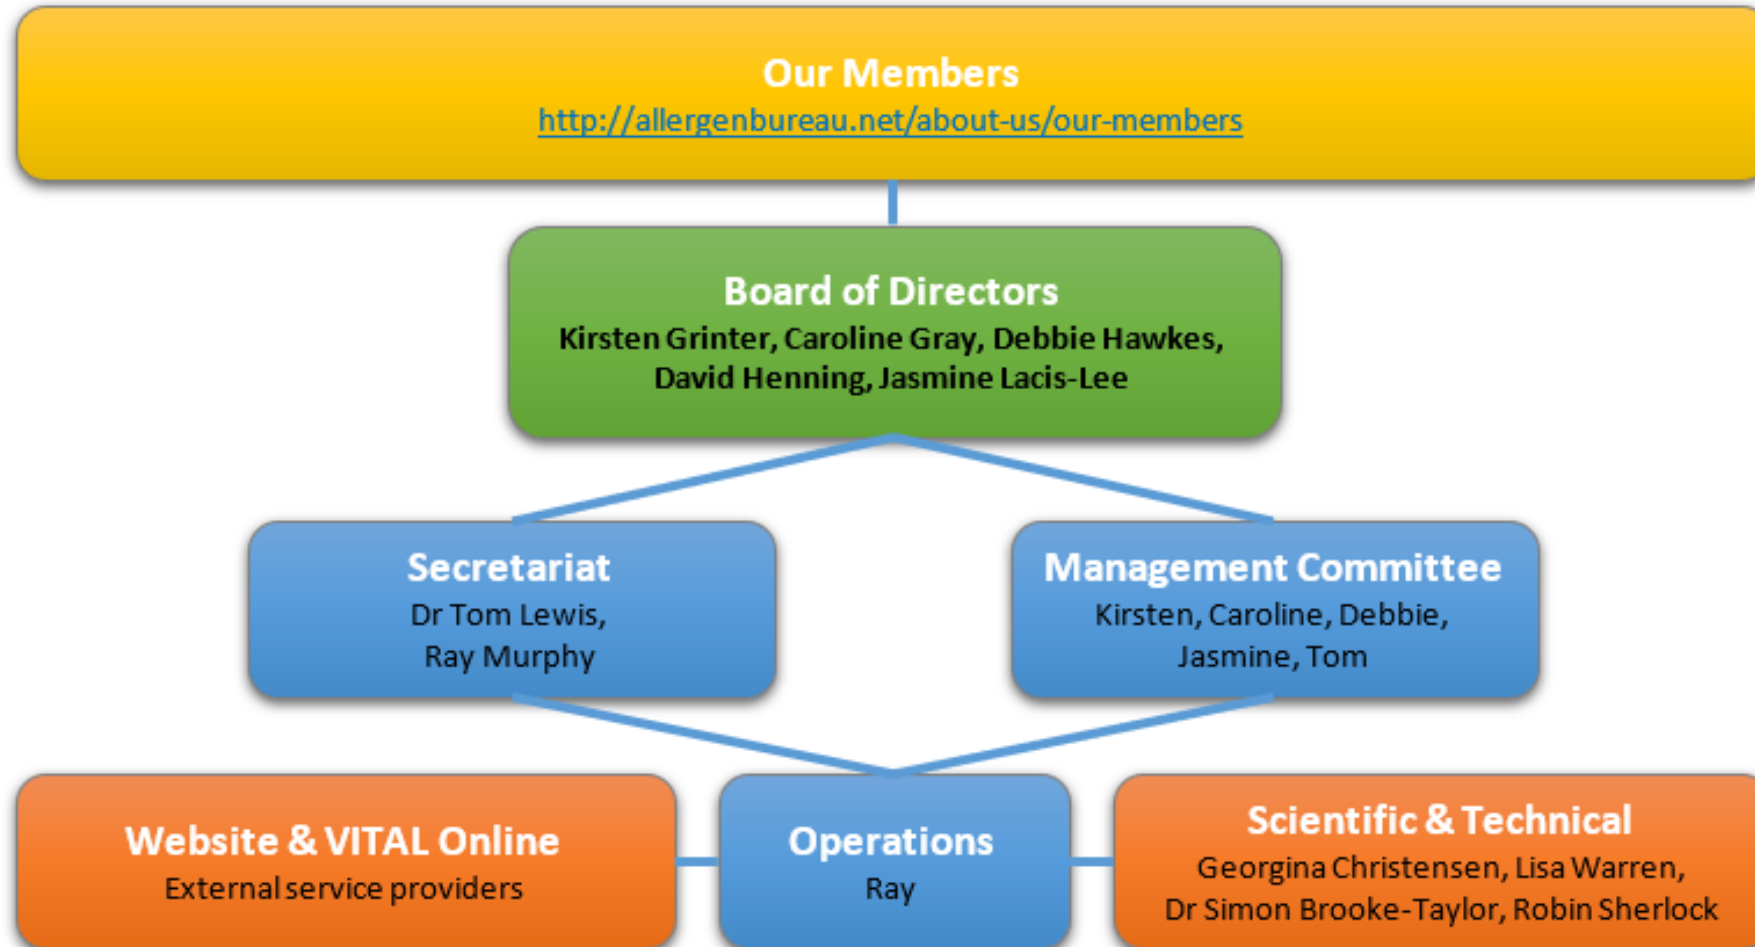 Our Members
http://allergenbureau.net/about-us/our-members
Board of Directors
Kirsten Grinter, Caroline Gray, Debbie Hawkes,
David Henning, Jasmine Lacis-Lee
Secretariat
Dr Tom Lewis,
Ray Murphy
Management Committee
Kirsten, Caroline, Debbie,
Jasmine, Tom
Website & VITAL Online
External service providers
Operations
Ray
Scientific & Technical
Georgina Christensen, Lisa Warren,
Dr Simon Brooke-Taylor, Robin Sherlock